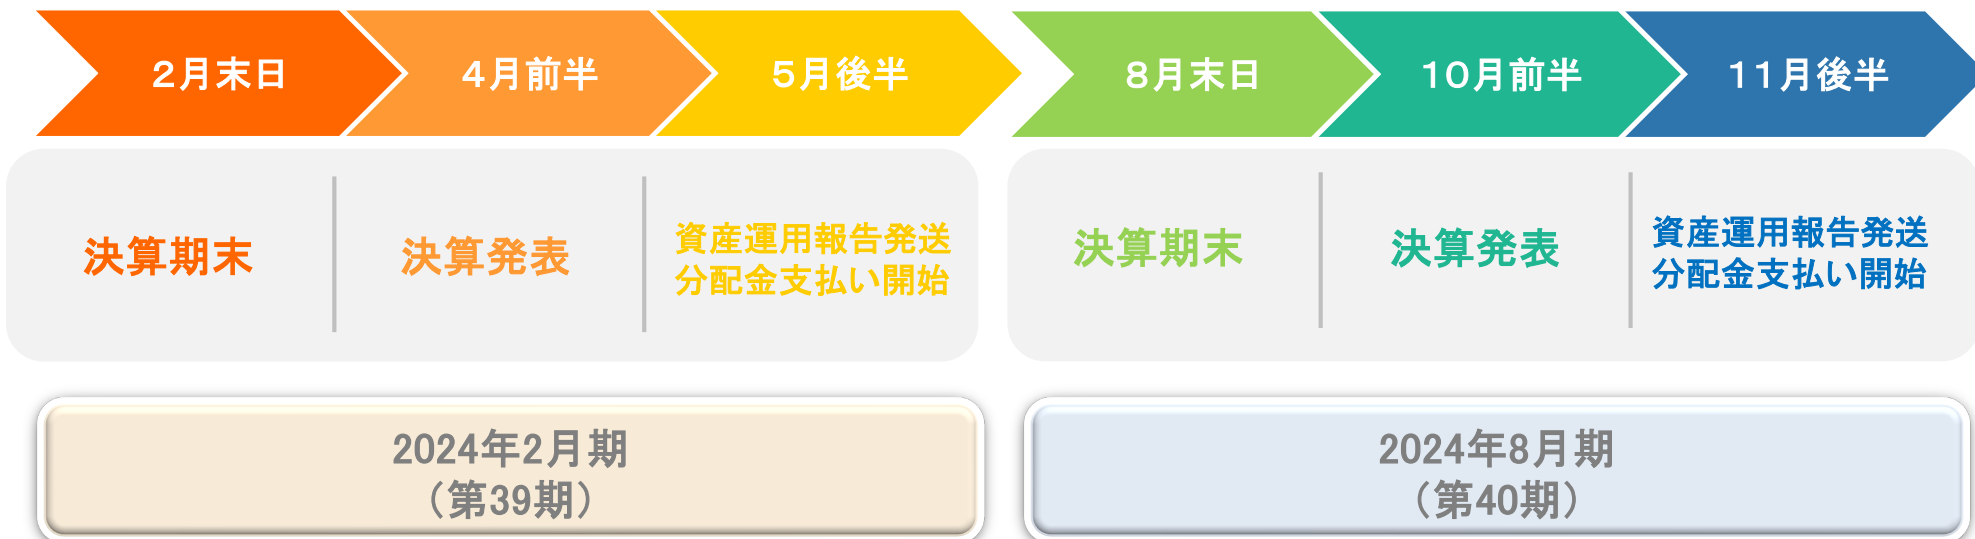 2月末日
4月前半
5月後半
8月末日
10月前半
11月後半
決算期末
決算発表
資産運用報告発送
分配金支払い開始
決算期末
決算発表
資産運用報告発送
分配金支払い開始
2024年2月期
（第39期）
2024年8月期
（第40期）